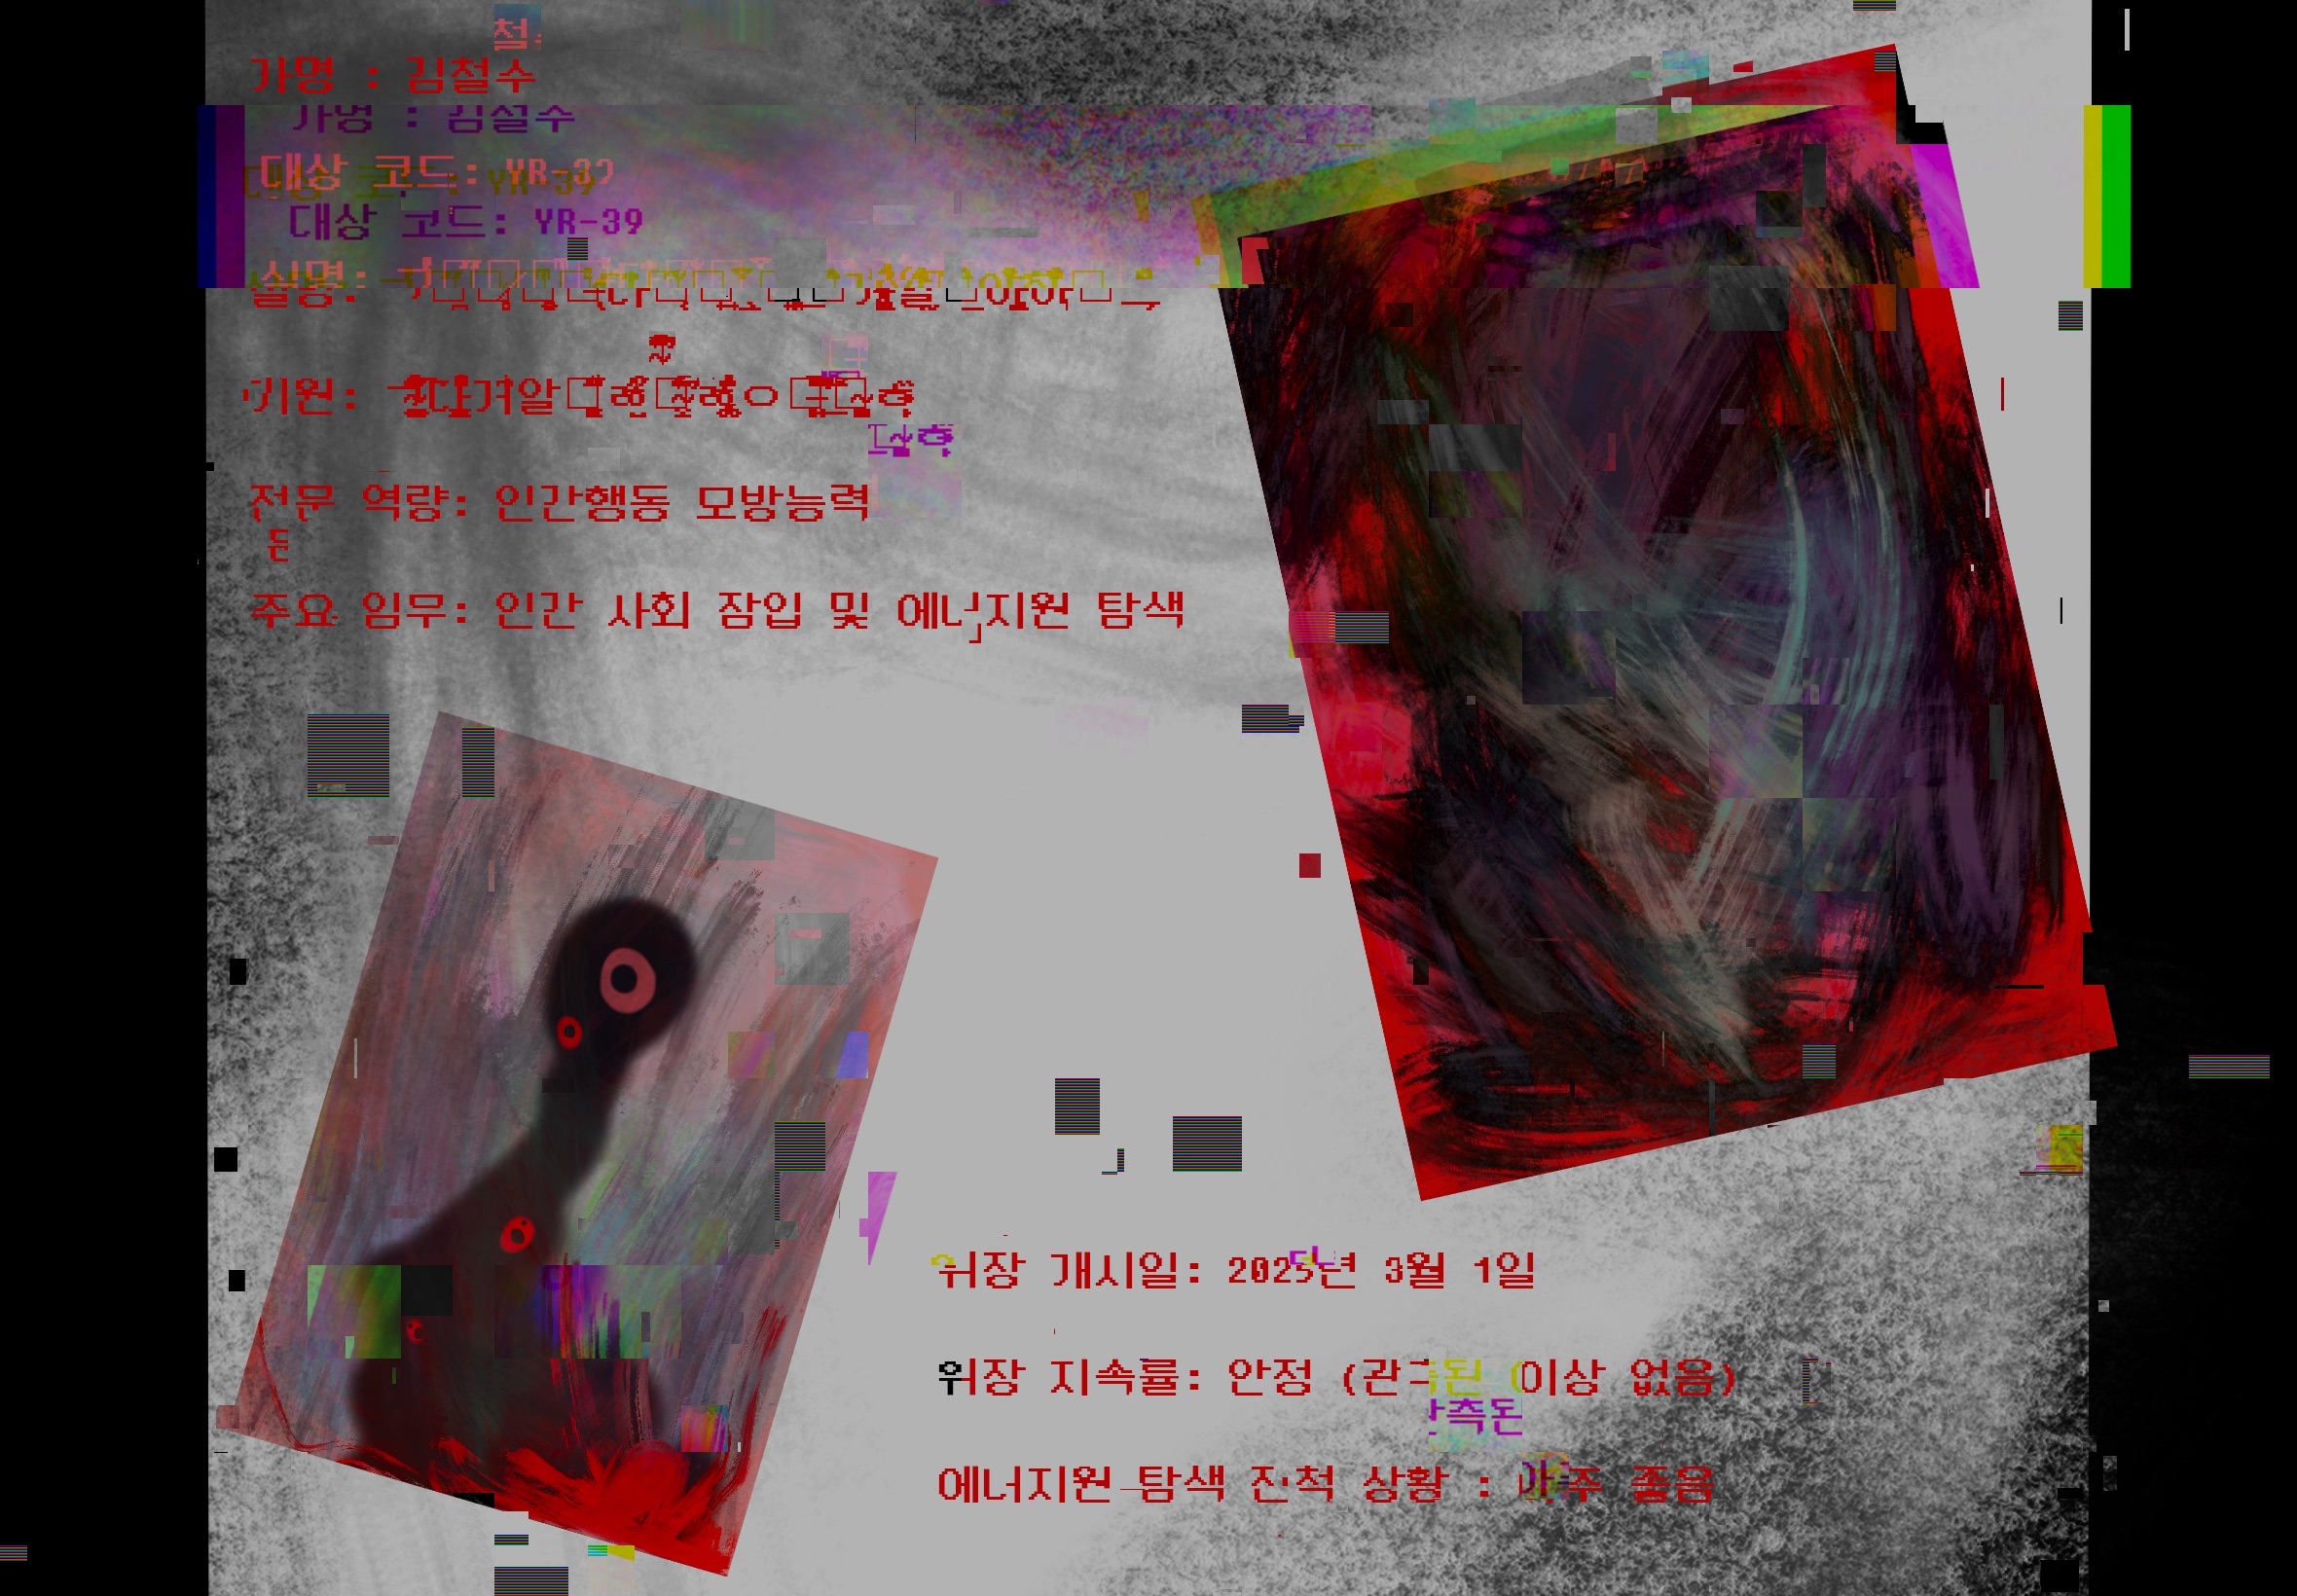 가명 : 김철수
가명 : 김철수
대상 코드: YR-39
대상 코드: YR-39
실명:
기원:
전문 역량: 인간행동 모방능력
주요 임무: 인간 사회 잠입 및 에너지원 탐색
위장 개시일: 2025년 3월 1일
위장 지속률: 안정 (관측된 이상 없음)
에너지원 탐색 진척 상황 : 아주 좋음